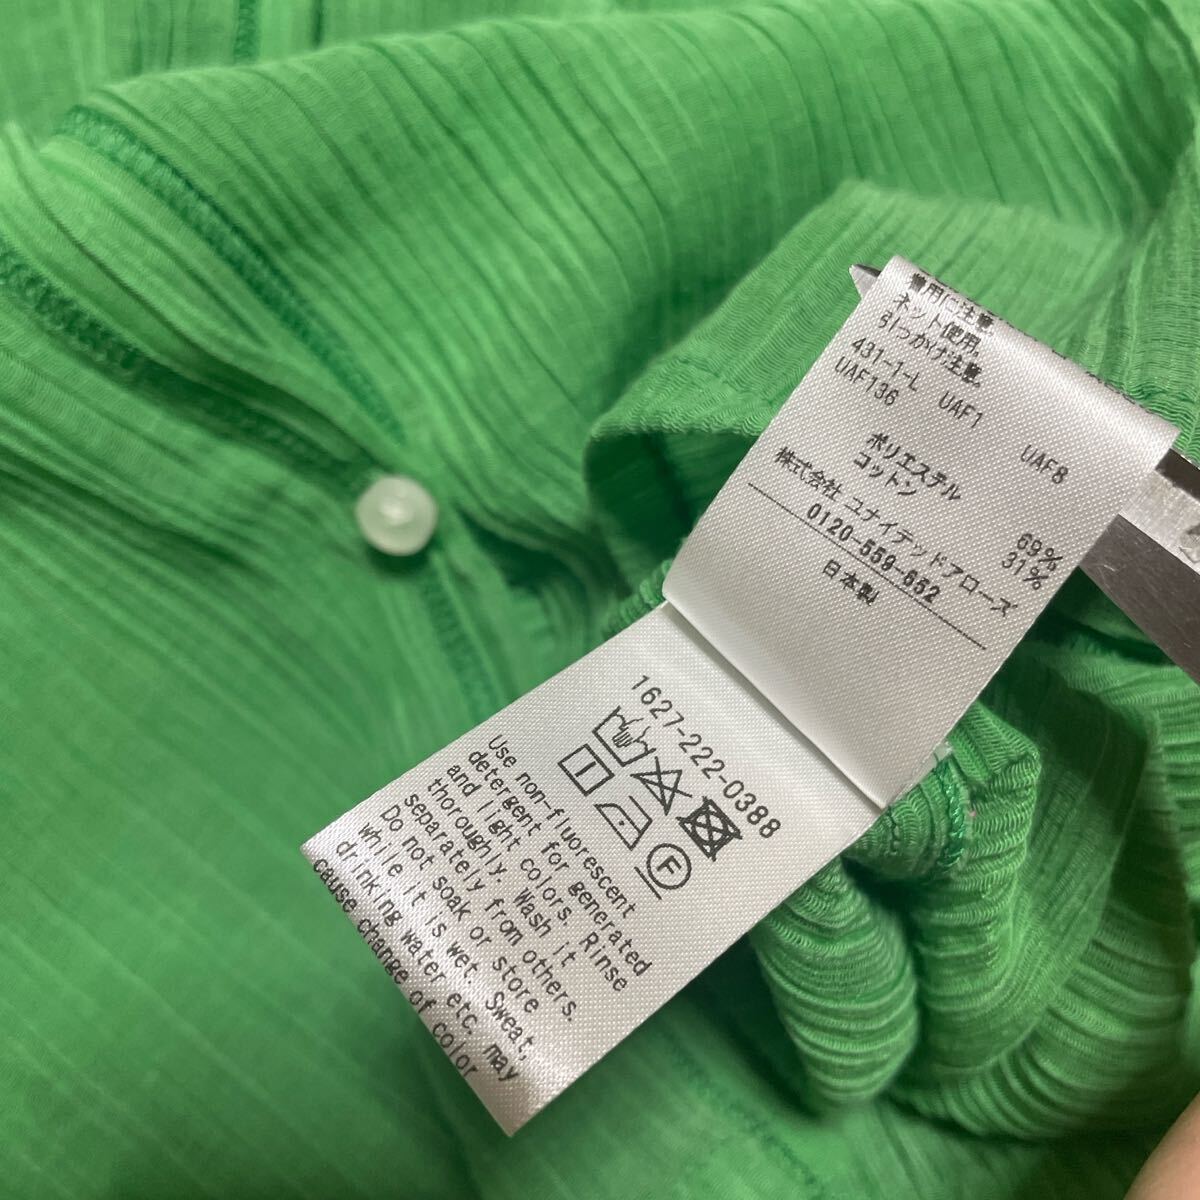 着用に注意
ネット使用。
引っかけ注意。
431-1-L UAF1 UAF8
UAF136
ポリエステル 69%
コットン 31%
株式会社 ユナイテッドアローズ
0120-559-652
日本製
1627-222-0388
F
Use non-fluorescent
detergent for generated
and light colors. Rinse
thoroughly. Wash it
separately from others.
Do not soak or store
while it is wet. Sweat,
drinking water etc. may
cause change of color